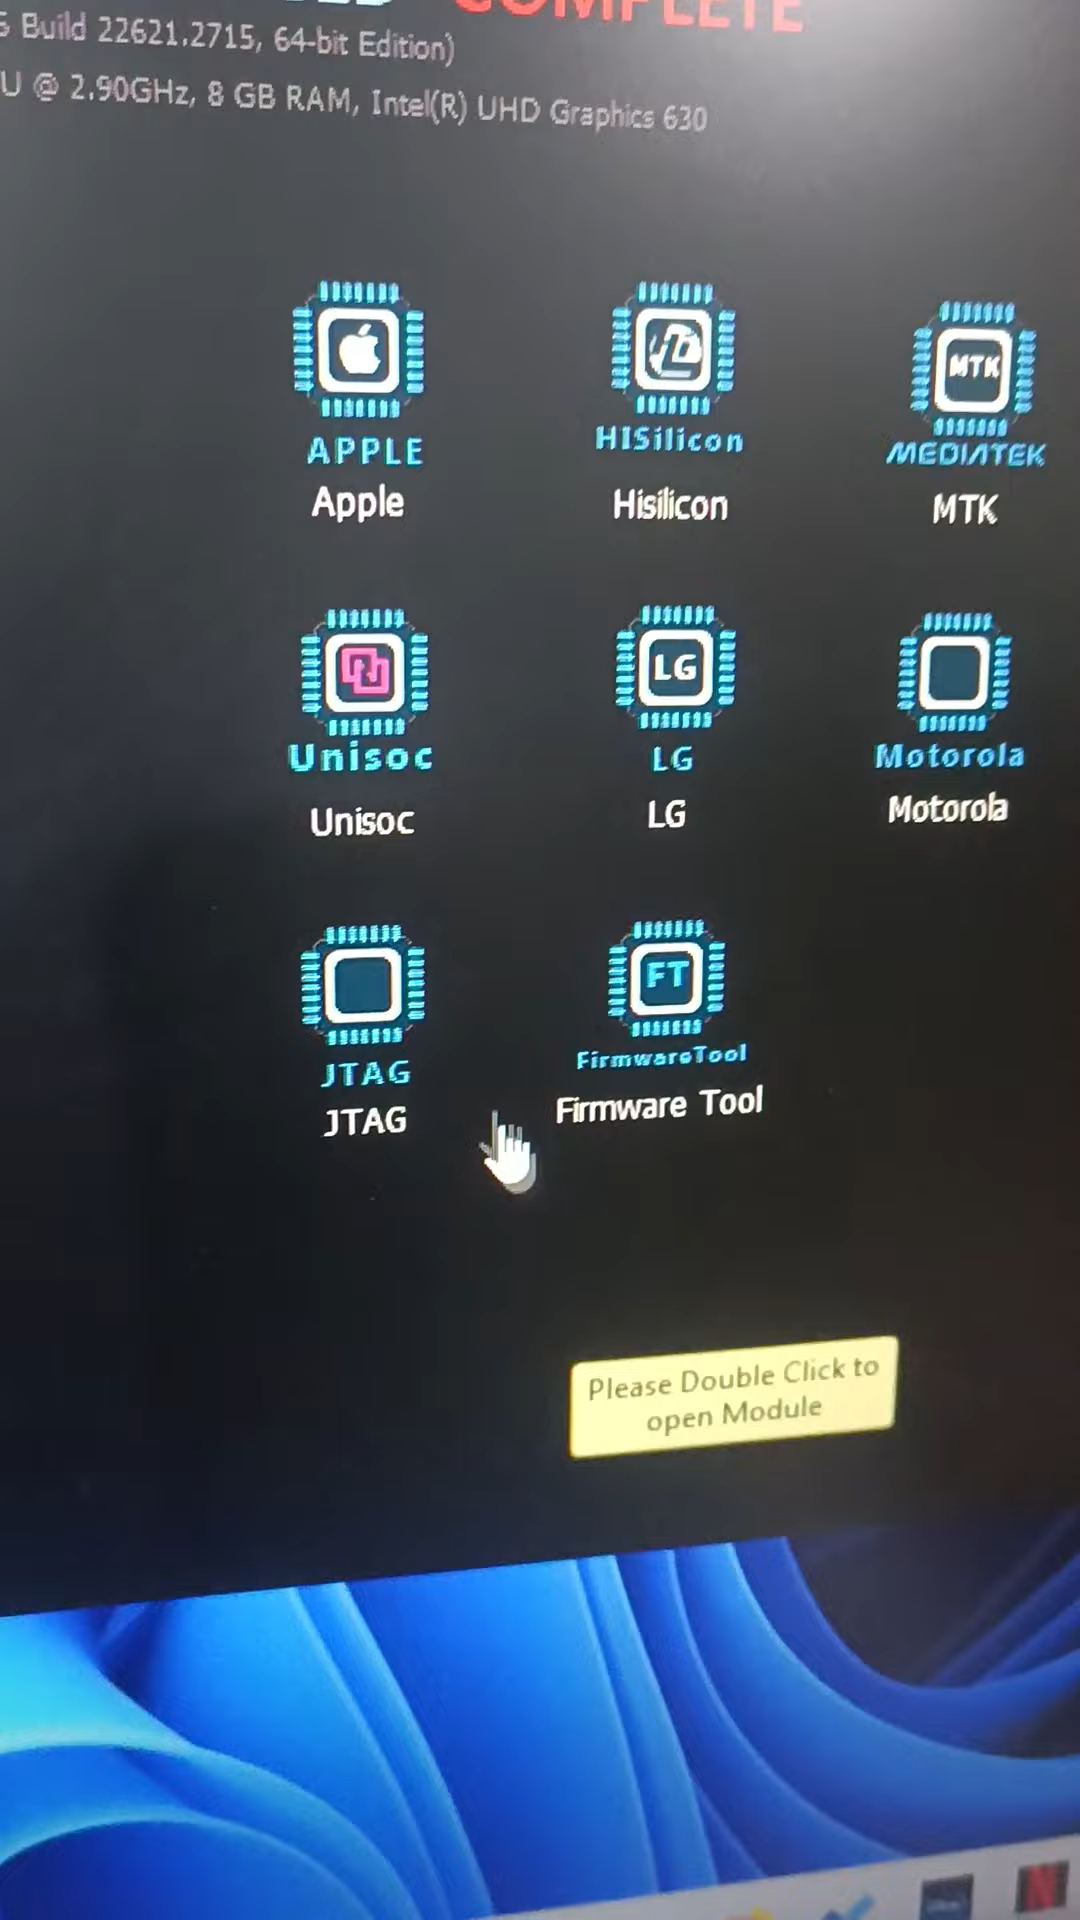 COMPLETE
Build 22621.2715, 64-bit Edition)
U @ 2.90GHz, 8 GB RAM, Intel(R) UHD Graphics 630
MTK
APPLE
HISilicon
MEDIATEK
Apple
Hisilicon
MTK
LG
Unisoc
LG
Motorola
Unisoc
LG
Motorola
FT
JTAG
FirmwareTool
JTAG
Firmware Tool
Please Double Click to
open Module